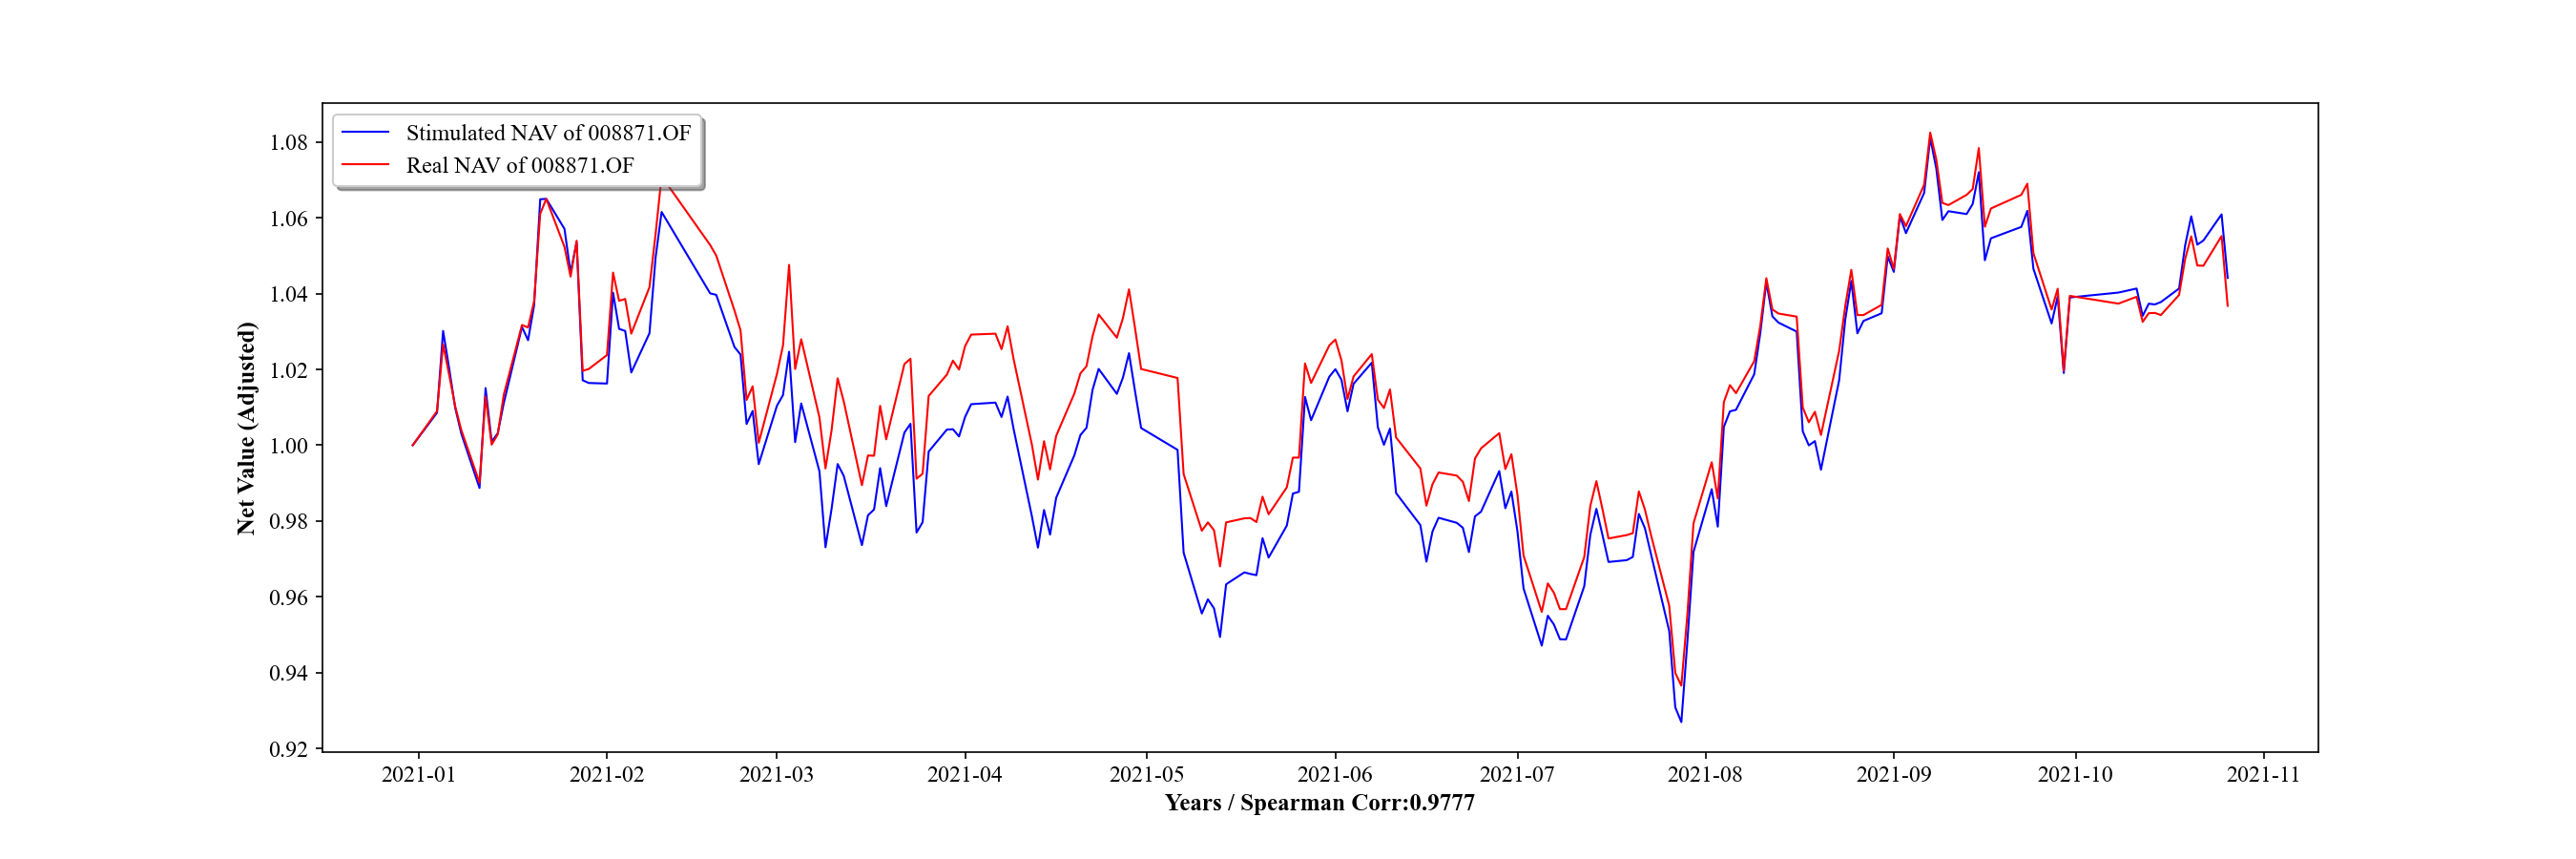 Stimulated NAV of 008871.OF
Real NAV of 008871.OF
Net Value (Adjusted)
1.08
1.06
1.04
1.02
1.00
0.98
0.96
0.94
0.92
2021-01 2021-02 2021-03 2021-04 2021-05 2021-06 2021-07 2021-08 2021-09 2021-10 2021-11
Years / Spearman Corr:0.9777